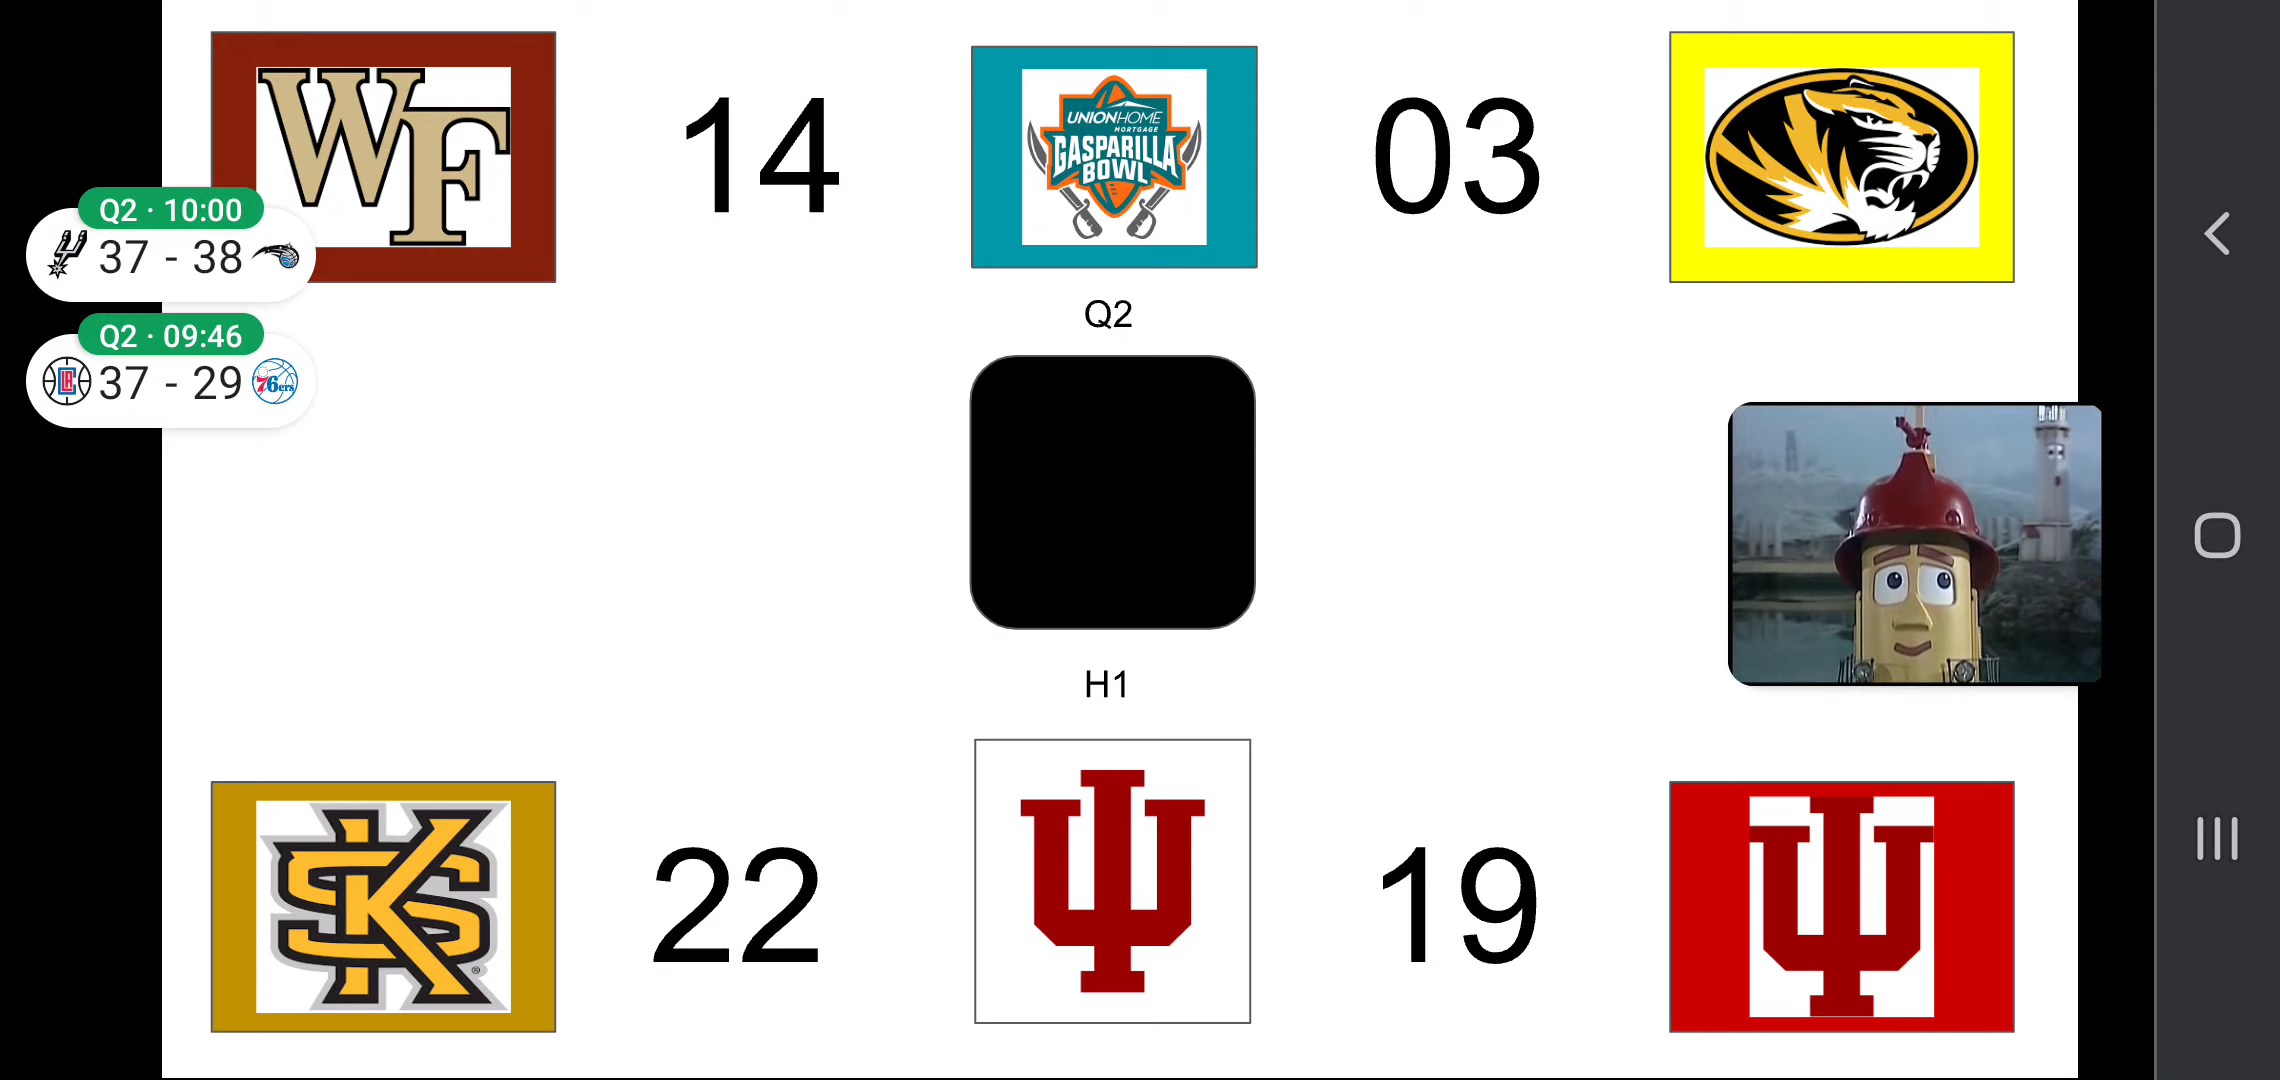 WF
14
UNIONHOME
MORTGAGE
GASPARILLA
BOWL
03
Q2 · 10:00
37 - 38
Q2
Q2 · 09:46
37 - 29
76ers
H1
KS
22
19